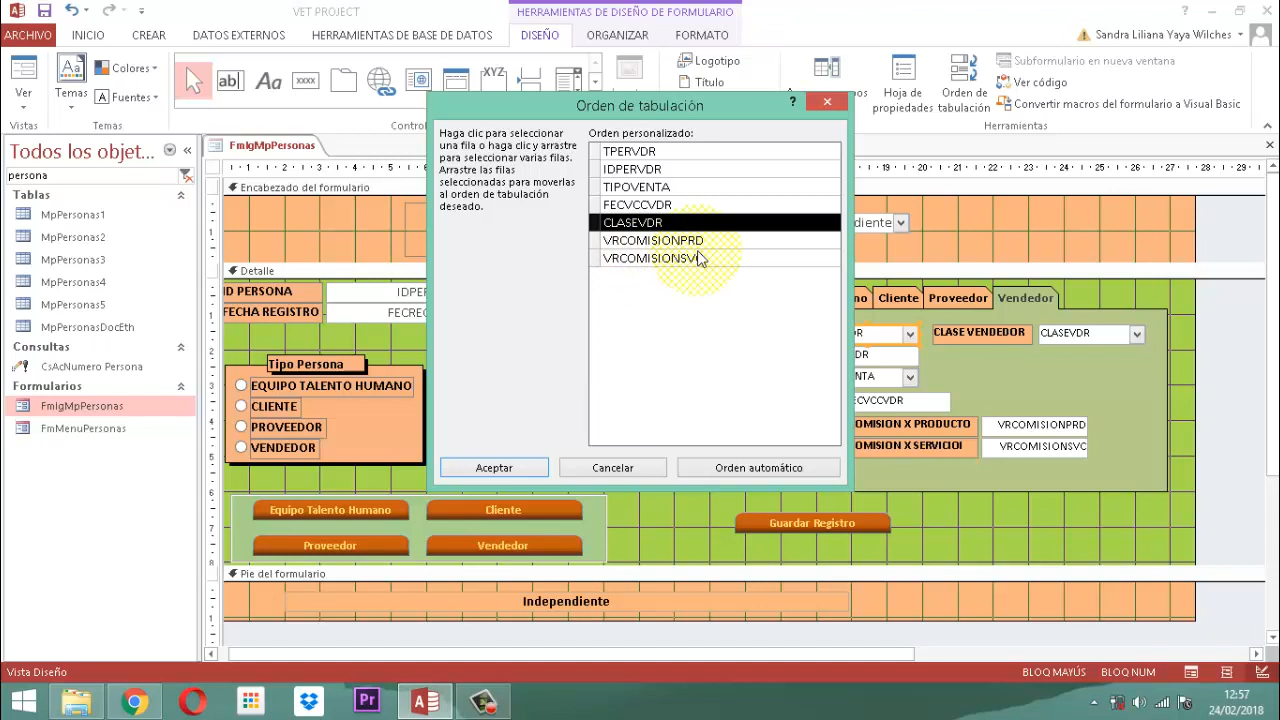 VET PROJECT
HERRAMIENTAS DE DISEÑO DE FORMULARIO
?
ARCHIVO INICIO CREAR DATOS EXTERNOS HERRAMIENTAS DE BASE DE DATOS DISEÑO ORGANIZAR FORMATO
Sandra Liliana Yaya Wilches
Ver
Vistas
Temas
Colores
Fuentes
Temas
ab|
Aa
xxxx
XYZ
Logotipo
Título
Hoja de propiedades
Orden de tabulación
Subformulario en nueva ventana
Ver código
Convertir macros del formulario a Visual Basic
Herramientas
Todos los objet...
persona
Tablas
MpPersonas1
MpPersonas2
MpPersonas3
MpPersonas4
MpPersonas5
MpPersonasDocEth
Consultas
CsAcNumero Persona
Formularios
FmIgMpPersonas
FmMenuPersonas
FmIgMpPersonas
Encabezado del formulario
Detalle
ID PERSONA
FECHA REGISTRO
Tipo Persona
EQUIPO TALENTO HUMANO
CLIENTE
PROVEEDOR
VENDEDOR
Equipo Talento Humano
Cliente
Proveedor
Vendedor
Guardar Registro
Pie del formulario
Independiente
Orden de tabulación
?
Haga clic para seleccionar
una fila o haga clic y arrastre
para seleccionar varias filas.
Arrastre las filas
seleccionadas para moverlas
al orden de tabulación
deseado.
Orden personalizado:
TPERVDR
IDPERVDR
TIPOVENTA
FECVCCVDR
CLASEVDR
VRCOMISIONPRD
Aceptar
Cancelar
Orden automático
Cliente
Proveedor
Vendedor
CLASE VENDEDOR
CLASEVDR
VRCOMISIONPRD
VRCOMISIONSVC
Vista Diseño
BLOQ MAYÚS
BLOQ NUM
Pr
12:57
24/02/2018